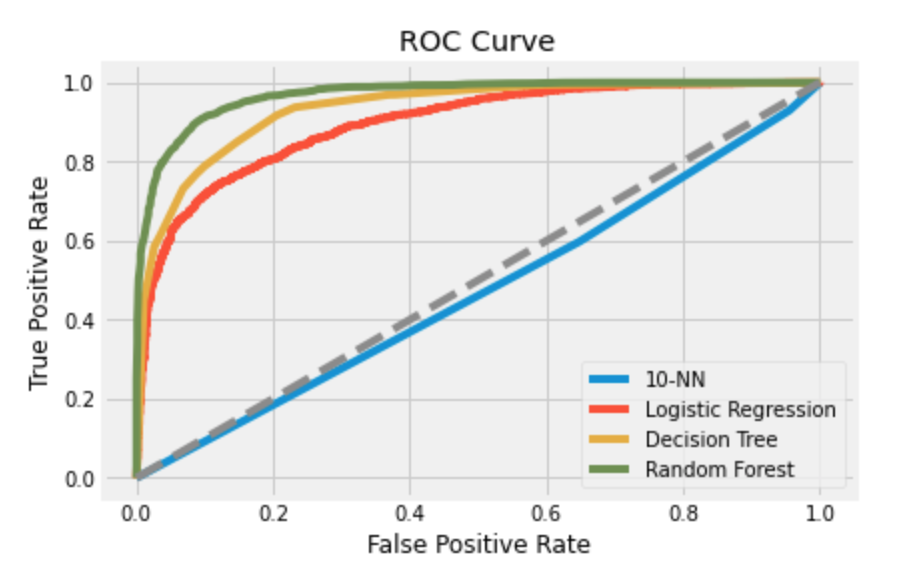 ROC Curve
True Positive Rate
1.0
0.8
0.6
0.4
0.2
0.0
10-NN
Logistic Regression
Decision Tree
Random Forest
0.0 0.2 0.4 0.6 0.8 1.0
False Positive Rate